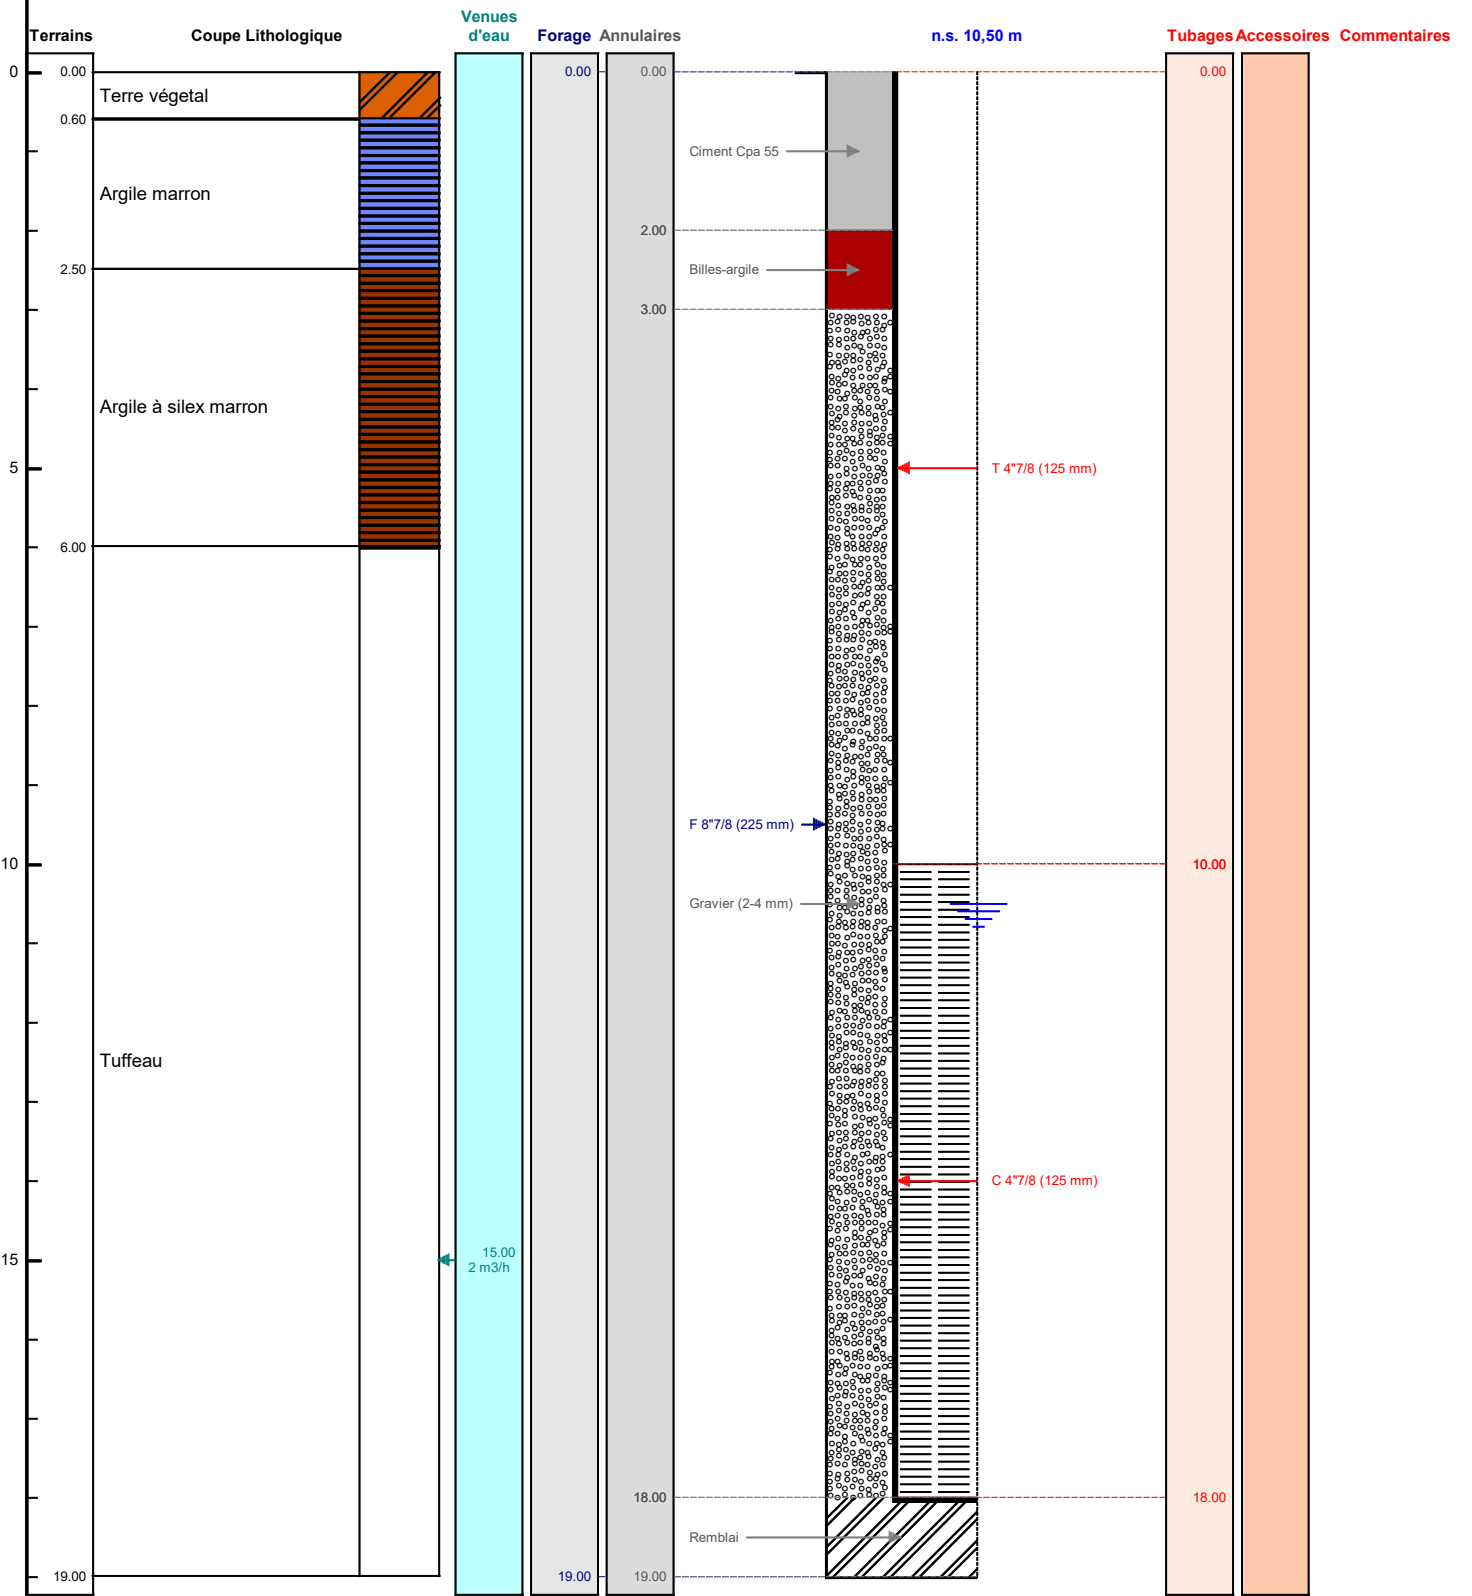 Terrains
Coupe Lithologique
Venues
d'eau
Forage
Annulaires
n.s. 10,50 m
Tubages
Accessoires
Commentaires
0
0.00
0.00
0.00
0.00
Terre végetal
0.60
Ciment Cpa 55
Argile marron
2.00
2.50
Billes-argile
3.00
Argile à silex marron
5
T 4"7/8 (125 mm)
6.00
F 8"7/8 (225 mm)
10
10.00
Gravier (2-4 mm)
Tuffeau
C 4"7/8 (125 mm)
15
15.00
2 m3/h
18.00
18.00
Remblai
19.00
19.00
19.00